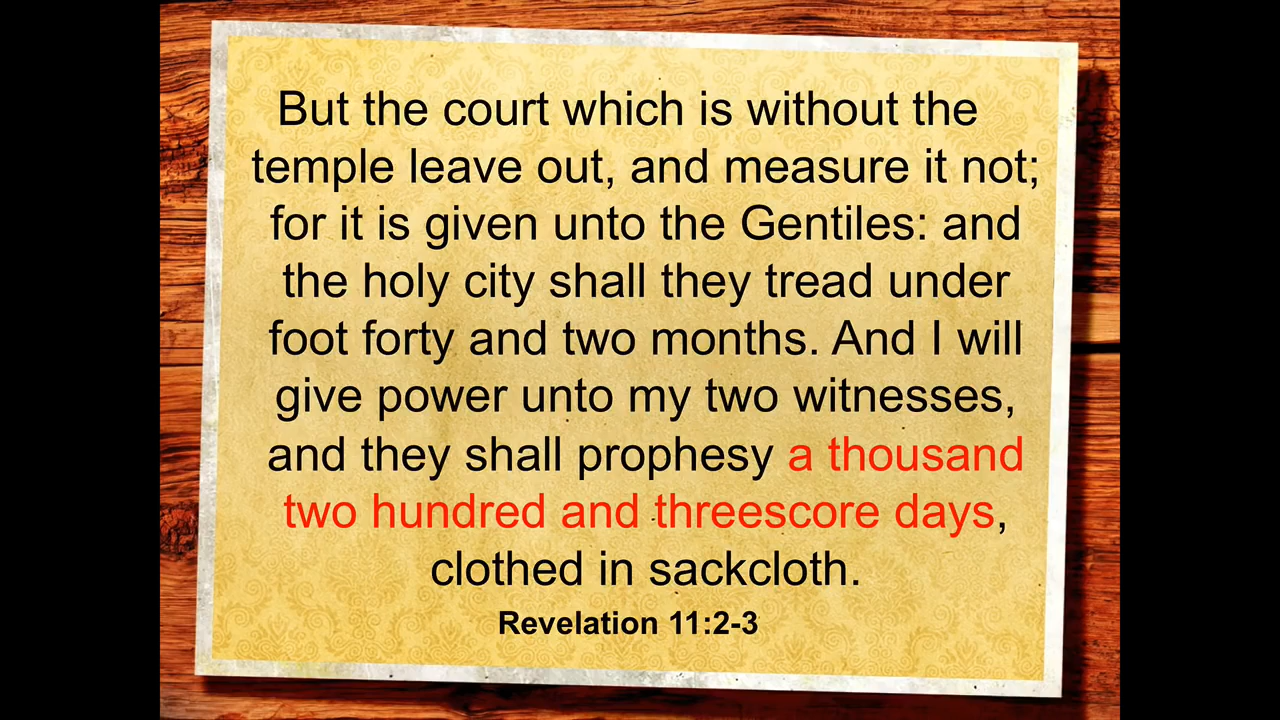 But the court which is without the
temple leave out, and measure it not;
for it is given unto the Gentiles: and
the holy city shall they tread under
foot forty and two months. And I will
give power unto my two witnesses,
and they shall prophesy a thousand
two hundred and threescore days,
clothed in sackcloth.
Revelation 11:2-3